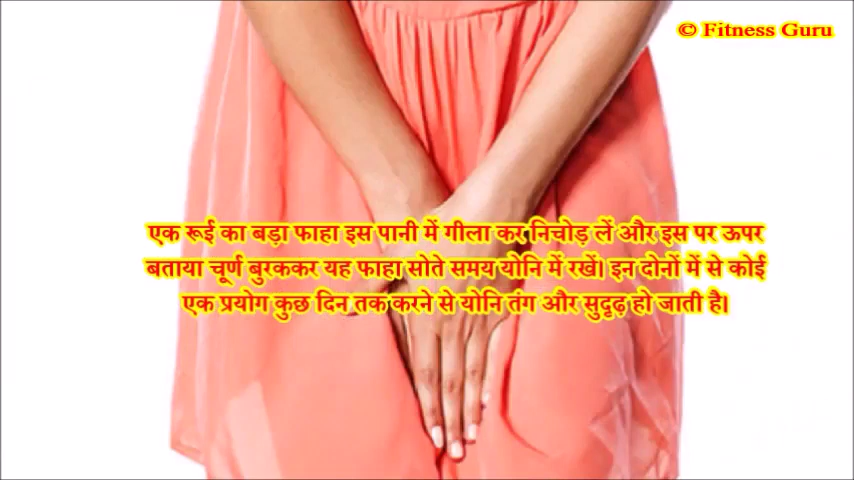 © Fitness Guru
एक रूई का बड़ा फाहा इस पानी में गीला कर निचोड़ लें और इस पर ऊपर
बताया चूर्ण बुरककर यह फाहा सोते समय योनि में रखें। इन दोनों में से कोई
एक प्रयोग कुछ दिन तक करने से योनि तंग और सुदृढ़ हो जाती है।